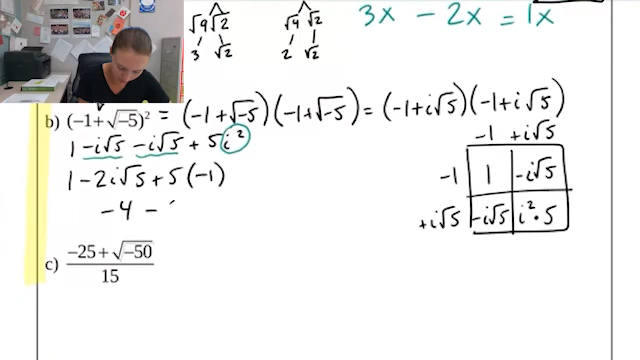 √9 √2 √9 √2 3x − 2x = 1x
3 √2 2 √2
b) (−1+√−5)² = (−1+√−5)(−1+√−5) = (−1+i√5)(−1+i√5)
1 −i√5 −i√5 + 5i² −1 +i√5
1 − 2i√5 + 5(−1) −1 1 −i√5
−4 − +i√5 −i√5 i²•5
c) −25 + √−50
15